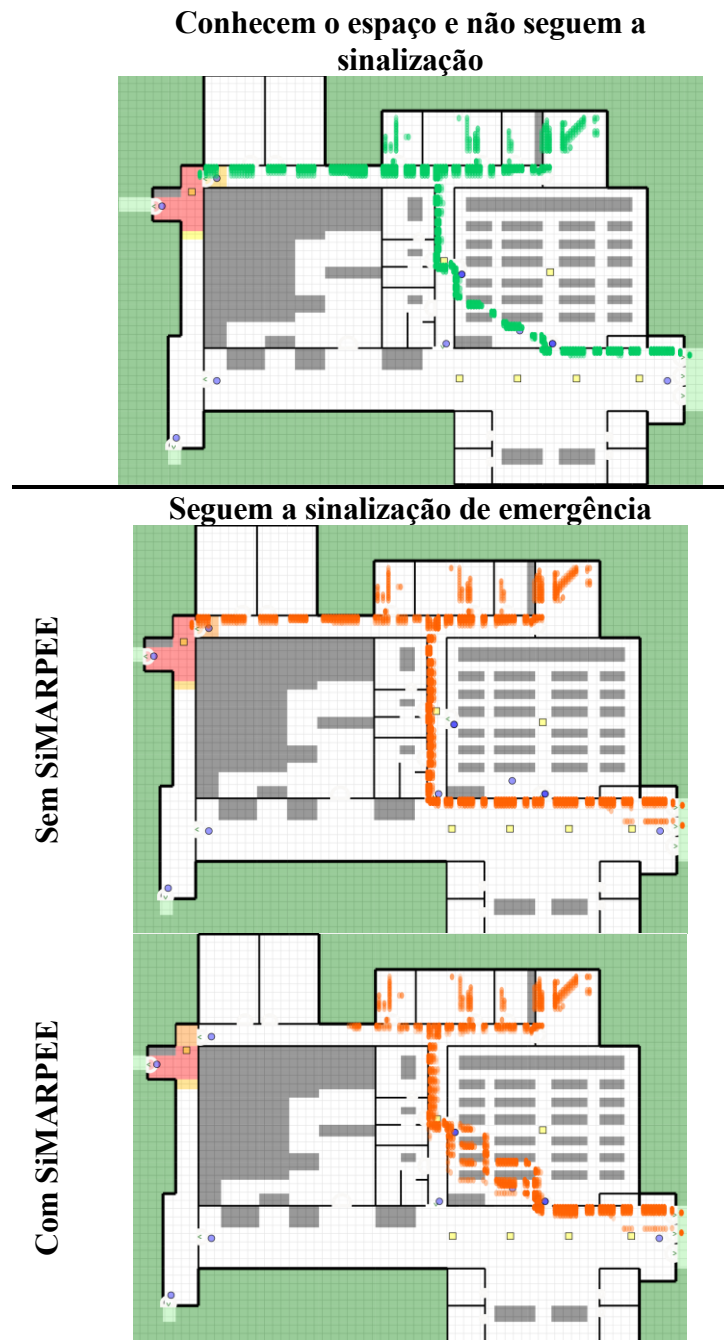 Conhecem o espaço e não seguem a
sinalização
Seguem a sinalização de emergência
Sem SiMARPEE
Com SiMARPEE